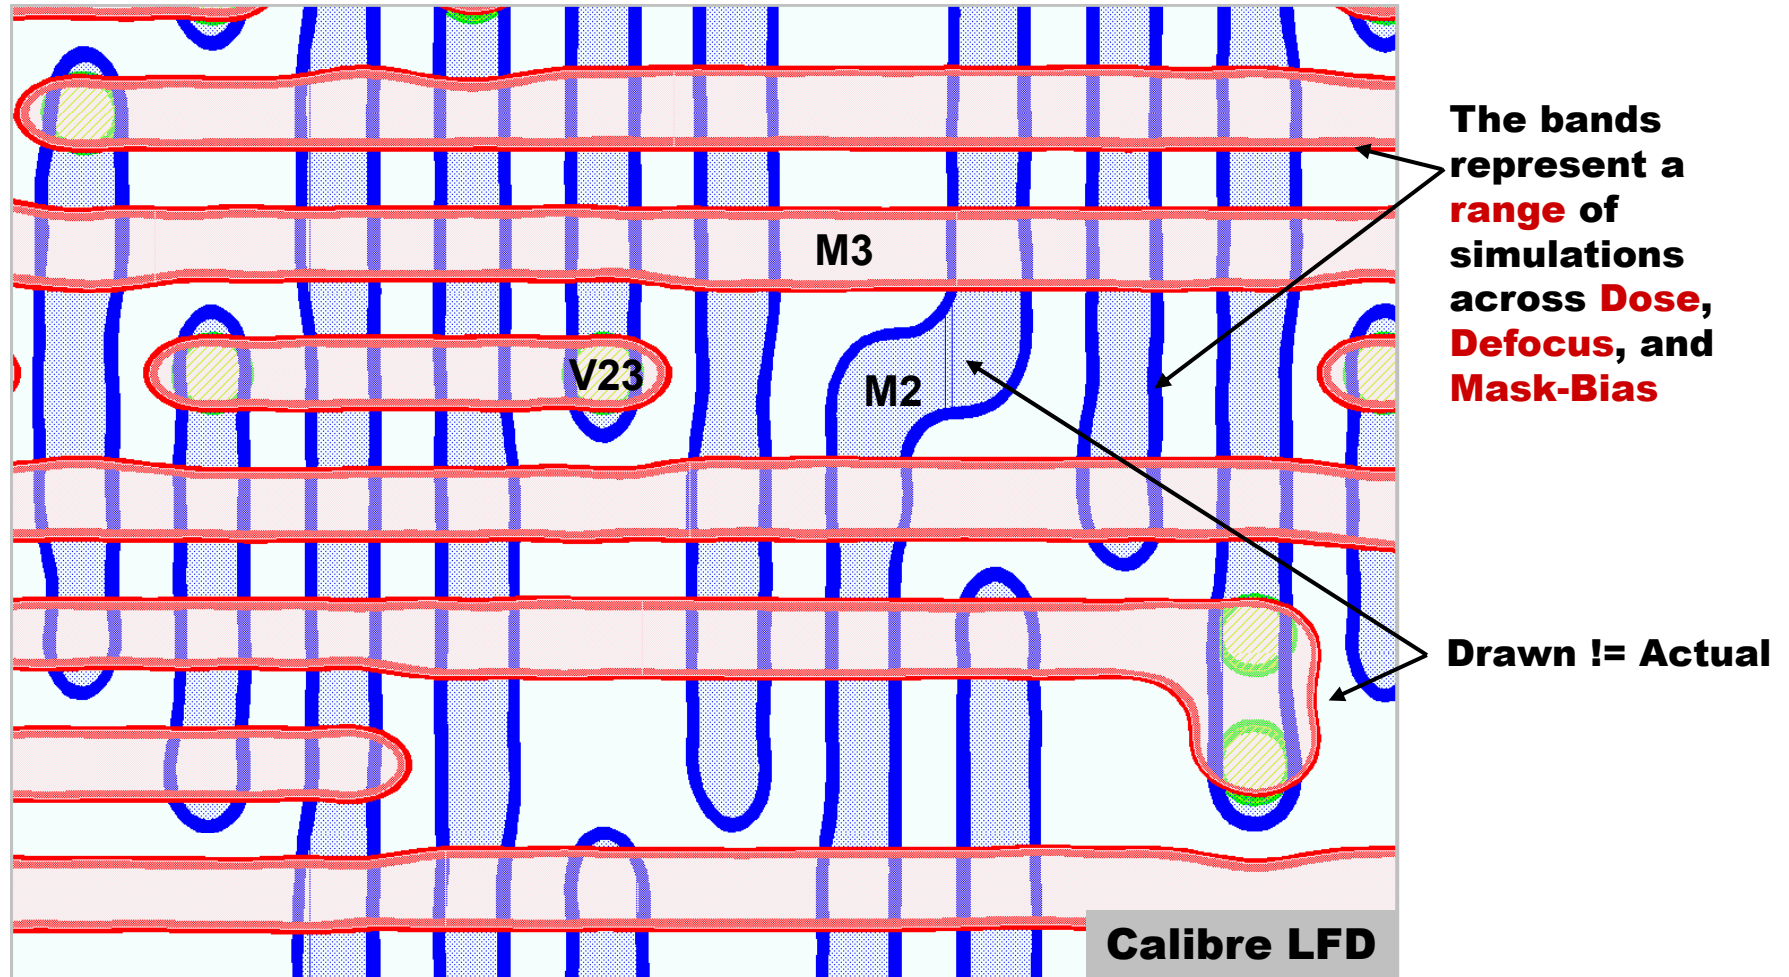 The bands
represent a
range of
simulations
across Dose,
Defocus, and
Mask-Bias
M3
V23
M2
Drawn != Actual
Calibre LFD